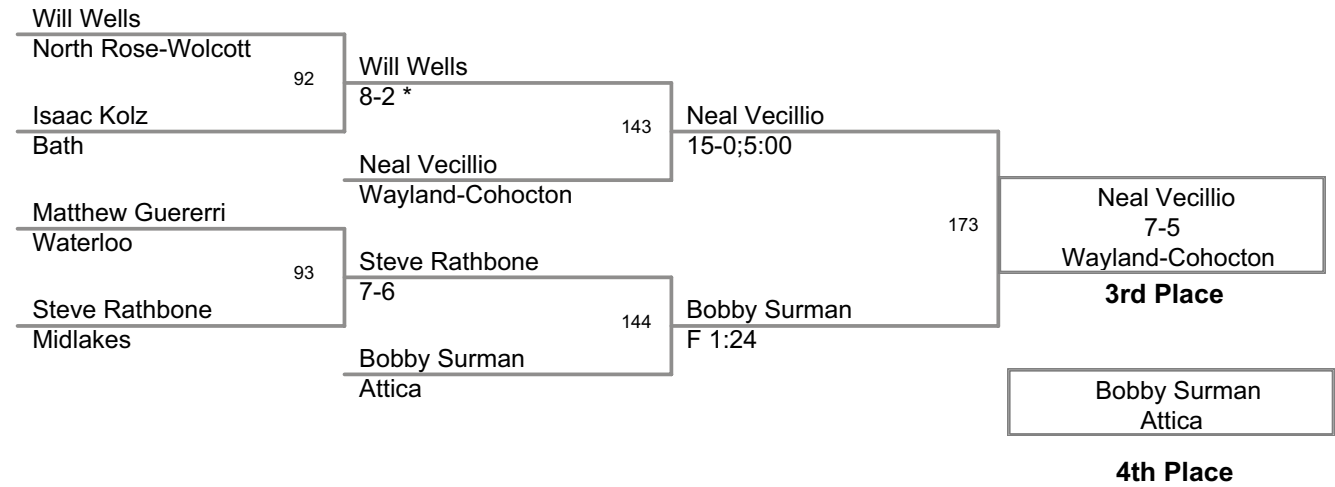 Will Wells
North Rose-Wolcott
92
Isaac Kolz
Bath
Will Wells
8-2 *
143
Neal Vecillio
Wayland-Cohocton
Neal Vecillio
15-0;5:00
Matthew Guererri
Waterloo
93
Steve Rathbone
Midlakes
Steve Rathbone
7-6
144
Bobby Surman
Attica
Bobby Surman
F 1:24
173
Neal Vecillio
7-5
Wayland-Cohocton
3rd Place
Bobby Surman
Attica
4th Place